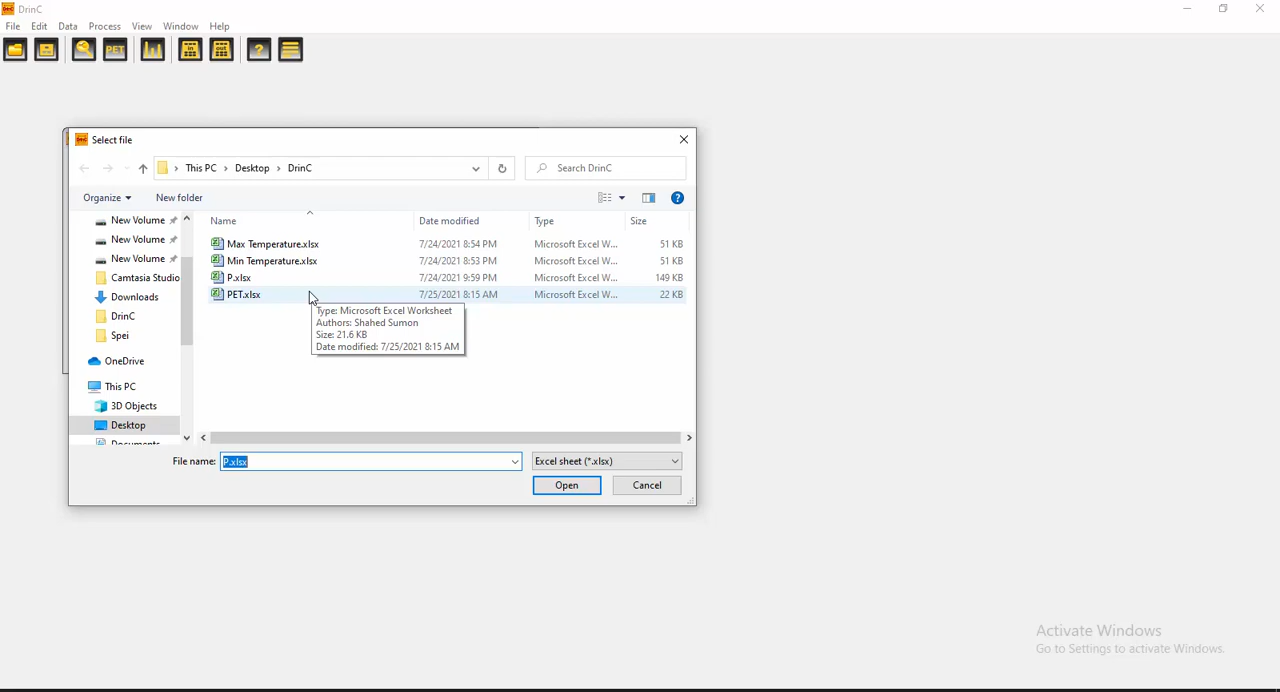 DrinC
File Edit Data Process View Window Help
PET in out ?
Select file
This PC › Desktop › DrinC
Search DrinC
Organize New folder
Name Date modified Type Size
New Volume
New Volume
New Volume
Camtasia Studio
Downloads
DrinC
Spei
OneDrive
This PC
3D Objects
Desktop
Documents
Max Temperature.xlsx 7/24/2021 8:54 PM Microsoft Excel W... 51 KB
Min Temperature.xlsx 7/24/2021 8:53 PM Microsoft Excel W... 51 KB
P.xlsx 7/24/2021 9:59 PM Microsoft Excel W... 149 KB
PET.xlsx 7/25/2021 8:15 AM Microsoft Excel W... 22 KB
Type: Microsoft Excel Worksheet
Authors: Shahed Sumon
Size: 21.6 KB
Date modified: 7/25/2021 8:15 AM
File name: P.xlsx Excel sheet (*.xlsx)
Open Cancel
Activate Windows
Go to Settings to activate Windows.